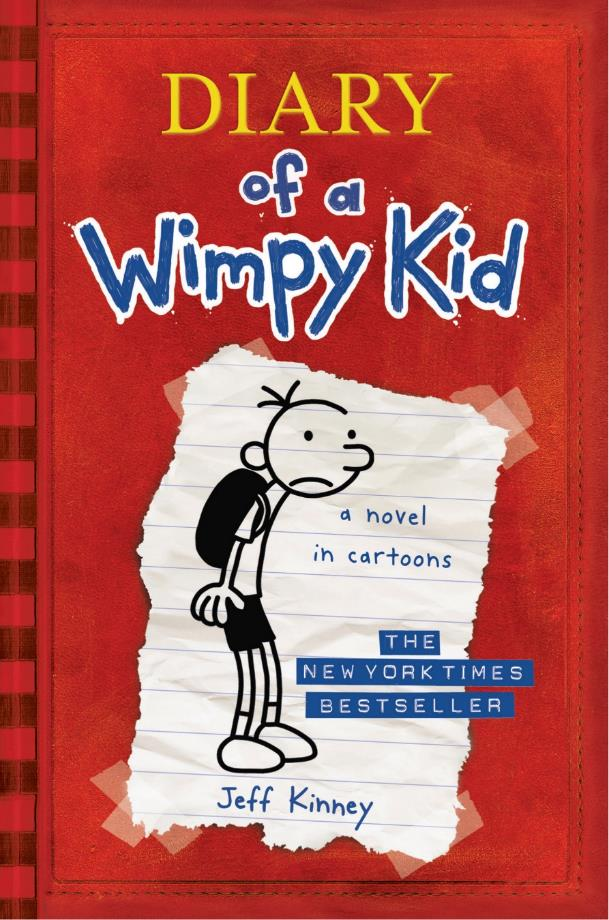 DIARY
of a
Wimpy Kid
a novel
in cartoons
THE
NEW YORK TIMES
BESTSELLER
Jeff Kinney